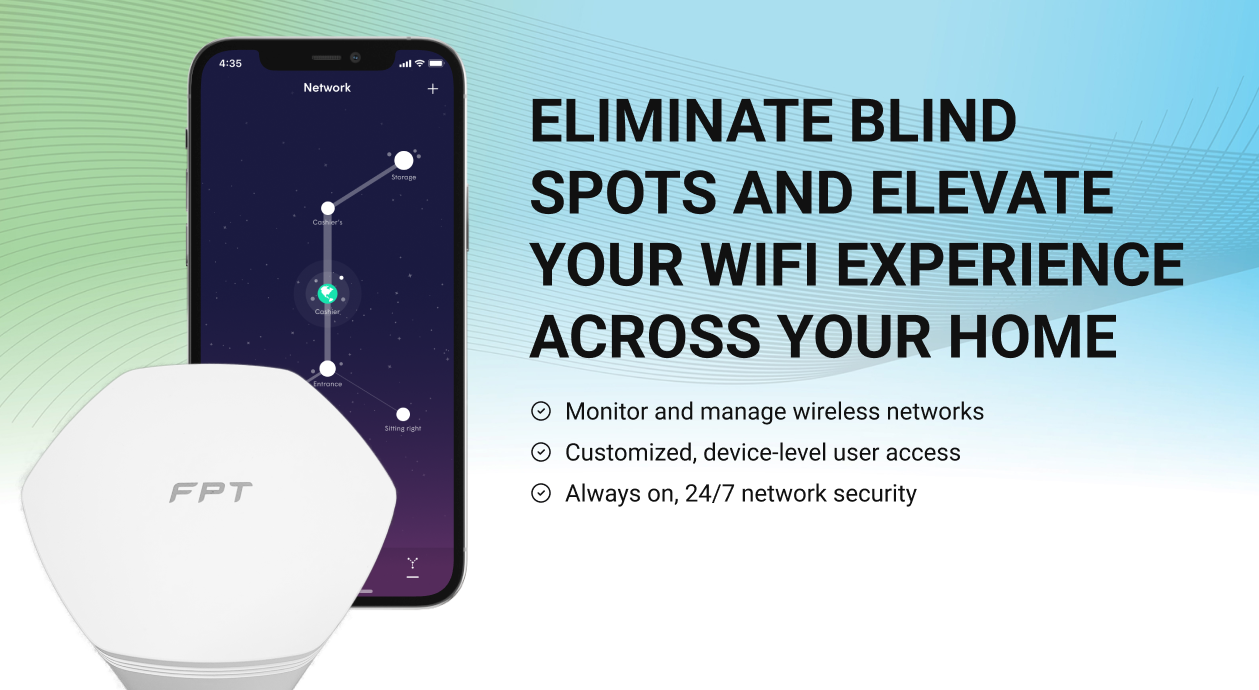 4:35
Network
Storage
Cashier's
Cashier
Entrance
Sitting right
FPT
ELIMINATE BLIND
SPOTS AND ELEVATE
YOUR WIFI EXPERIENCE
ACROSS YOUR HOME
Monitor and manage wireless networks
Customized, device-level user access
Always on, 24/7 network security